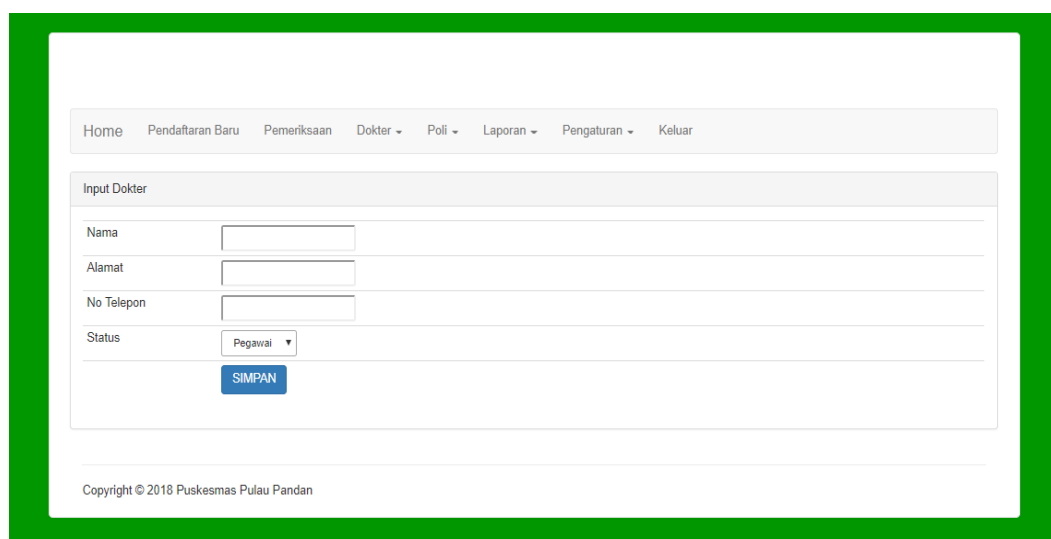 Home Pendaftaran Baru Pemeriksaan Dokter Poli Laporan Pengaturan Keluar
Input Dokter
Nama
Alamat
No Telepon
Status Pegawai
SIMPAN
Copyright © 2018 Puskesmas Pulau Pandan